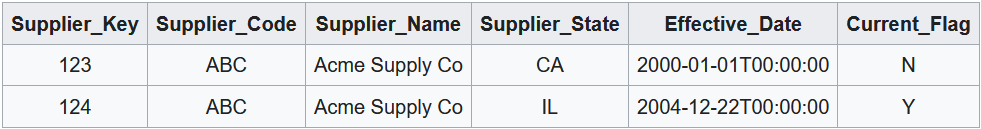 Supplier_Key Supplier_Code Supplier_Name Supplier_State Effective_Date Current_Flag
123 ABC Acme Supply Co CA 2000-01-01T00:00:00 N
124 ABC Acme Supply Co IL 2004-12-22T00:00:00 Y